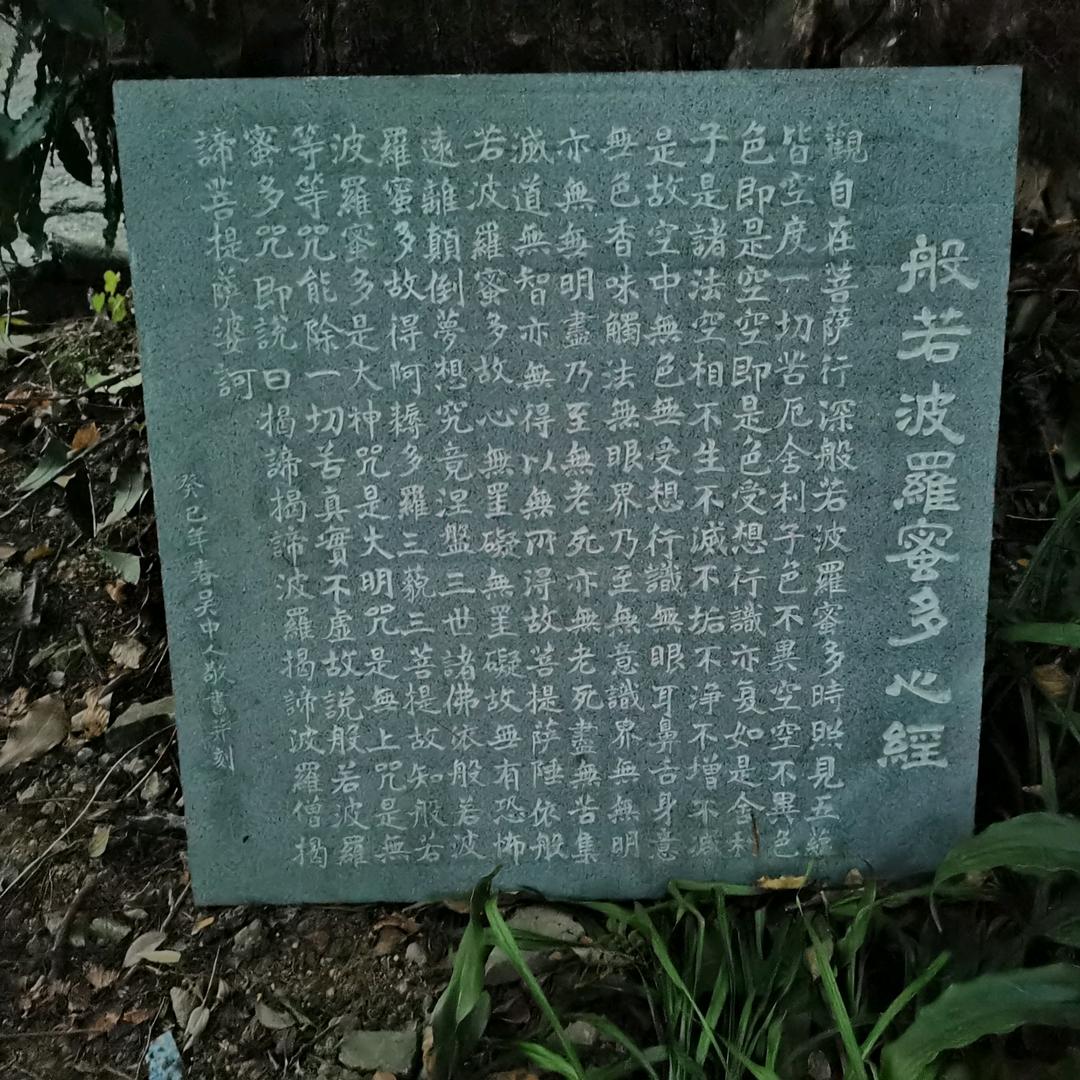 般若波羅蜜多心經
觀自在菩薩行深般若波羅蜜多時照見五蘊
皆空度一切苦厄舍利子色不異空空不異色
色即是空空即是色受想行識亦复如是舍利
子是諸法空相不生不滅不垢不淨不增不減
是故空中無色無受想行識無眼耳鼻舌身意
無色香味觸法無眼界乃至無意識界無無明
亦無無明盡乃至無老死亦無老死盡無苦集
滅道無智亦無得以無所得故菩提薩埵依般
若波羅蜜多故心無罣礙無罣礙故無有恐怖
遠離顛倒夢想究竟涅盤三世諸佛依般若波
羅蜜多故得阿耨多羅三藐三菩提故知般若
波羅蜜多是大神咒是大明咒是無上咒是無
等等咒能除一切苦真實不虛故說般若波羅
蜜多咒即說曰揭諦揭諦波羅揭諦波羅僧揭
諦菩提薩婆訶
癸巳年春吳中人敬書并刻